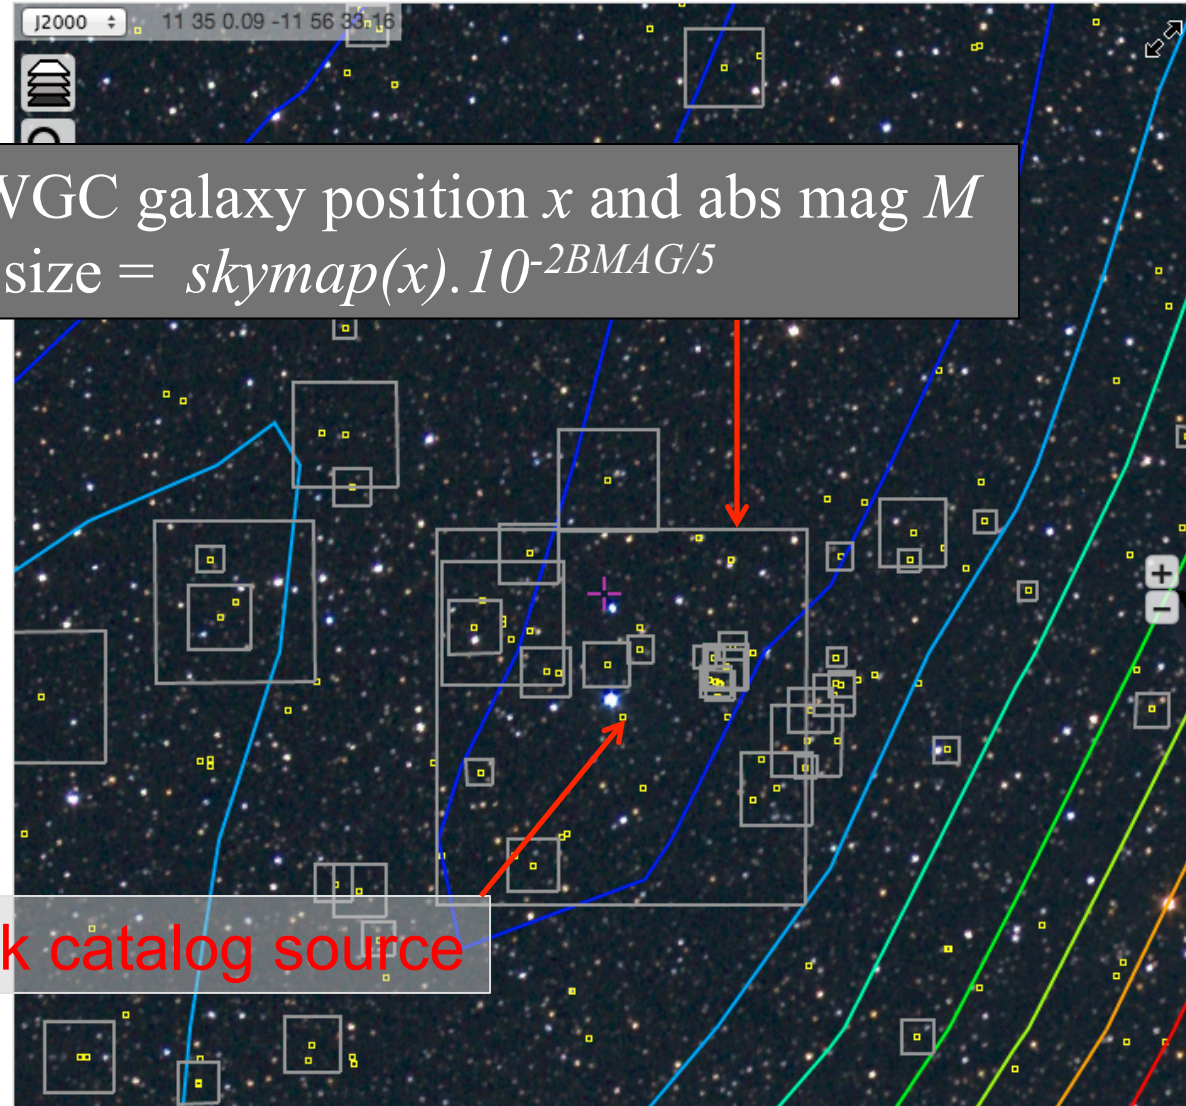 J2000 11 35 0.09 -11 56 33.16
WGC galaxy position x and abs mag M
size = skymap(x).10^-2BMAG/5
k catalog source
+
−